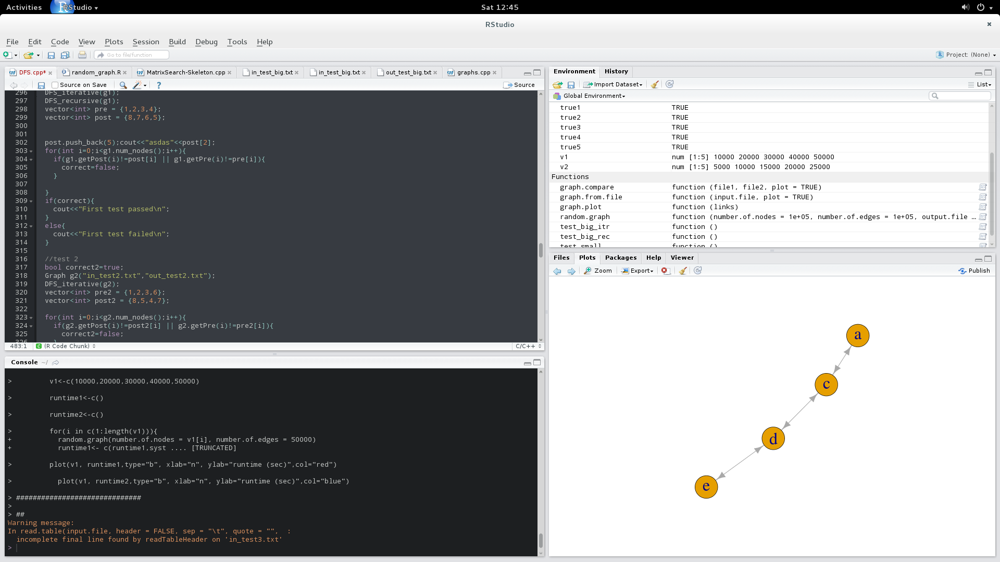 Activities RStudio Sat 12:45
RStudio
File Edit Code View Plots Session Build Debug Tools Help
Go to file/function Project: (None)
DFS.cpp* random_graph.R MatrixSearch-Skeleton.cpp in_test_big.txt in_test_big.txt out_test_big.txt graphs.cpp
Source on Save Source
296 DFS_iterative(g1);
297 DFS_recursive(g1);
298 vector<int> pre = {1,2,3,4};
299 vector<int> post = {8,7,6,5};
300
301
302 post.push_back(5);cout<<"asdas"<<post[2];
303 for(int i=0;i<g1.num_nodes();i++){
304 if(g1.getPost(i)!=post[i] || g1.getPre(i)!=pre[i]){
305 correct=false;
306 }
307
308 }
309 if(correct){
310 cout<<"First test passed\n";
311 }
312 else{
313 cout<<"First test failed\n";
314 }
315
316 //test 2
317 bool correct2=true;
318 Graph g2("in_test2.txt","out_test2.txt");
319 DFS_iterative(g2);
320 vector<int> pre2 = {1,2,3,6};
321 vector<int> post2 = {8,5,4,7};
322
323 for(int i=0;i<g2.num_nodes();i++){
324 if(g2.getPost(i)!=post2[i] || g2.getPre(i)!=pre2[i]){
325 correct2=false;
326 }
483:1 C (R Code Chunk) C/C++
Console ~/
> v1<-c(10000,20000,30000,40000,50000)
> runtime1<-c()
> runtime2<-c()
> for(i in c(1:length(v1))){
+ random.graph(number.of.nodes = v1[i], number.of.edges = 50000)
+ runtime1<- c(runtime1,syst .... [TRUNCATED]
> plot(v1, runtime1,type="b", xlab="n", ylab="runtime (sec)",col="red")
> plot(v1, runtime2,type="b", xlab="n", ylab="runtime (sec)",col="blue")
> ##############################
>
> ##
Warning message:
In read.table(input.file, header = FALSE, sep = "\t", quote = "", :
incomplete final line found by readTableHeader on 'in_test3.txt'
>
Environment History
Import Dataset List
Global Environment
true1 TRUE
true2 TRUE
true3 TRUE
true4 TRUE
true5 TRUE
v1 num [1:5] 10000 20000 30000 40000 50000
v2 num [1:5] 5000 10000 15000 20000 25000
Functions
graph.compare function (file1, file2, plot = TRUE)
graph.from.file function (input.file, plot = TRUE)
graph.plot function (links)
random.graph function (number.of.nodes = 1e+05, number.of.edges = 1e+05, output.file …
test_big_itr function ()
test_big_rec function ()
test_small function ()
Files Plots Packages Help Viewer
Zoom Export Publish
a
c
d
e